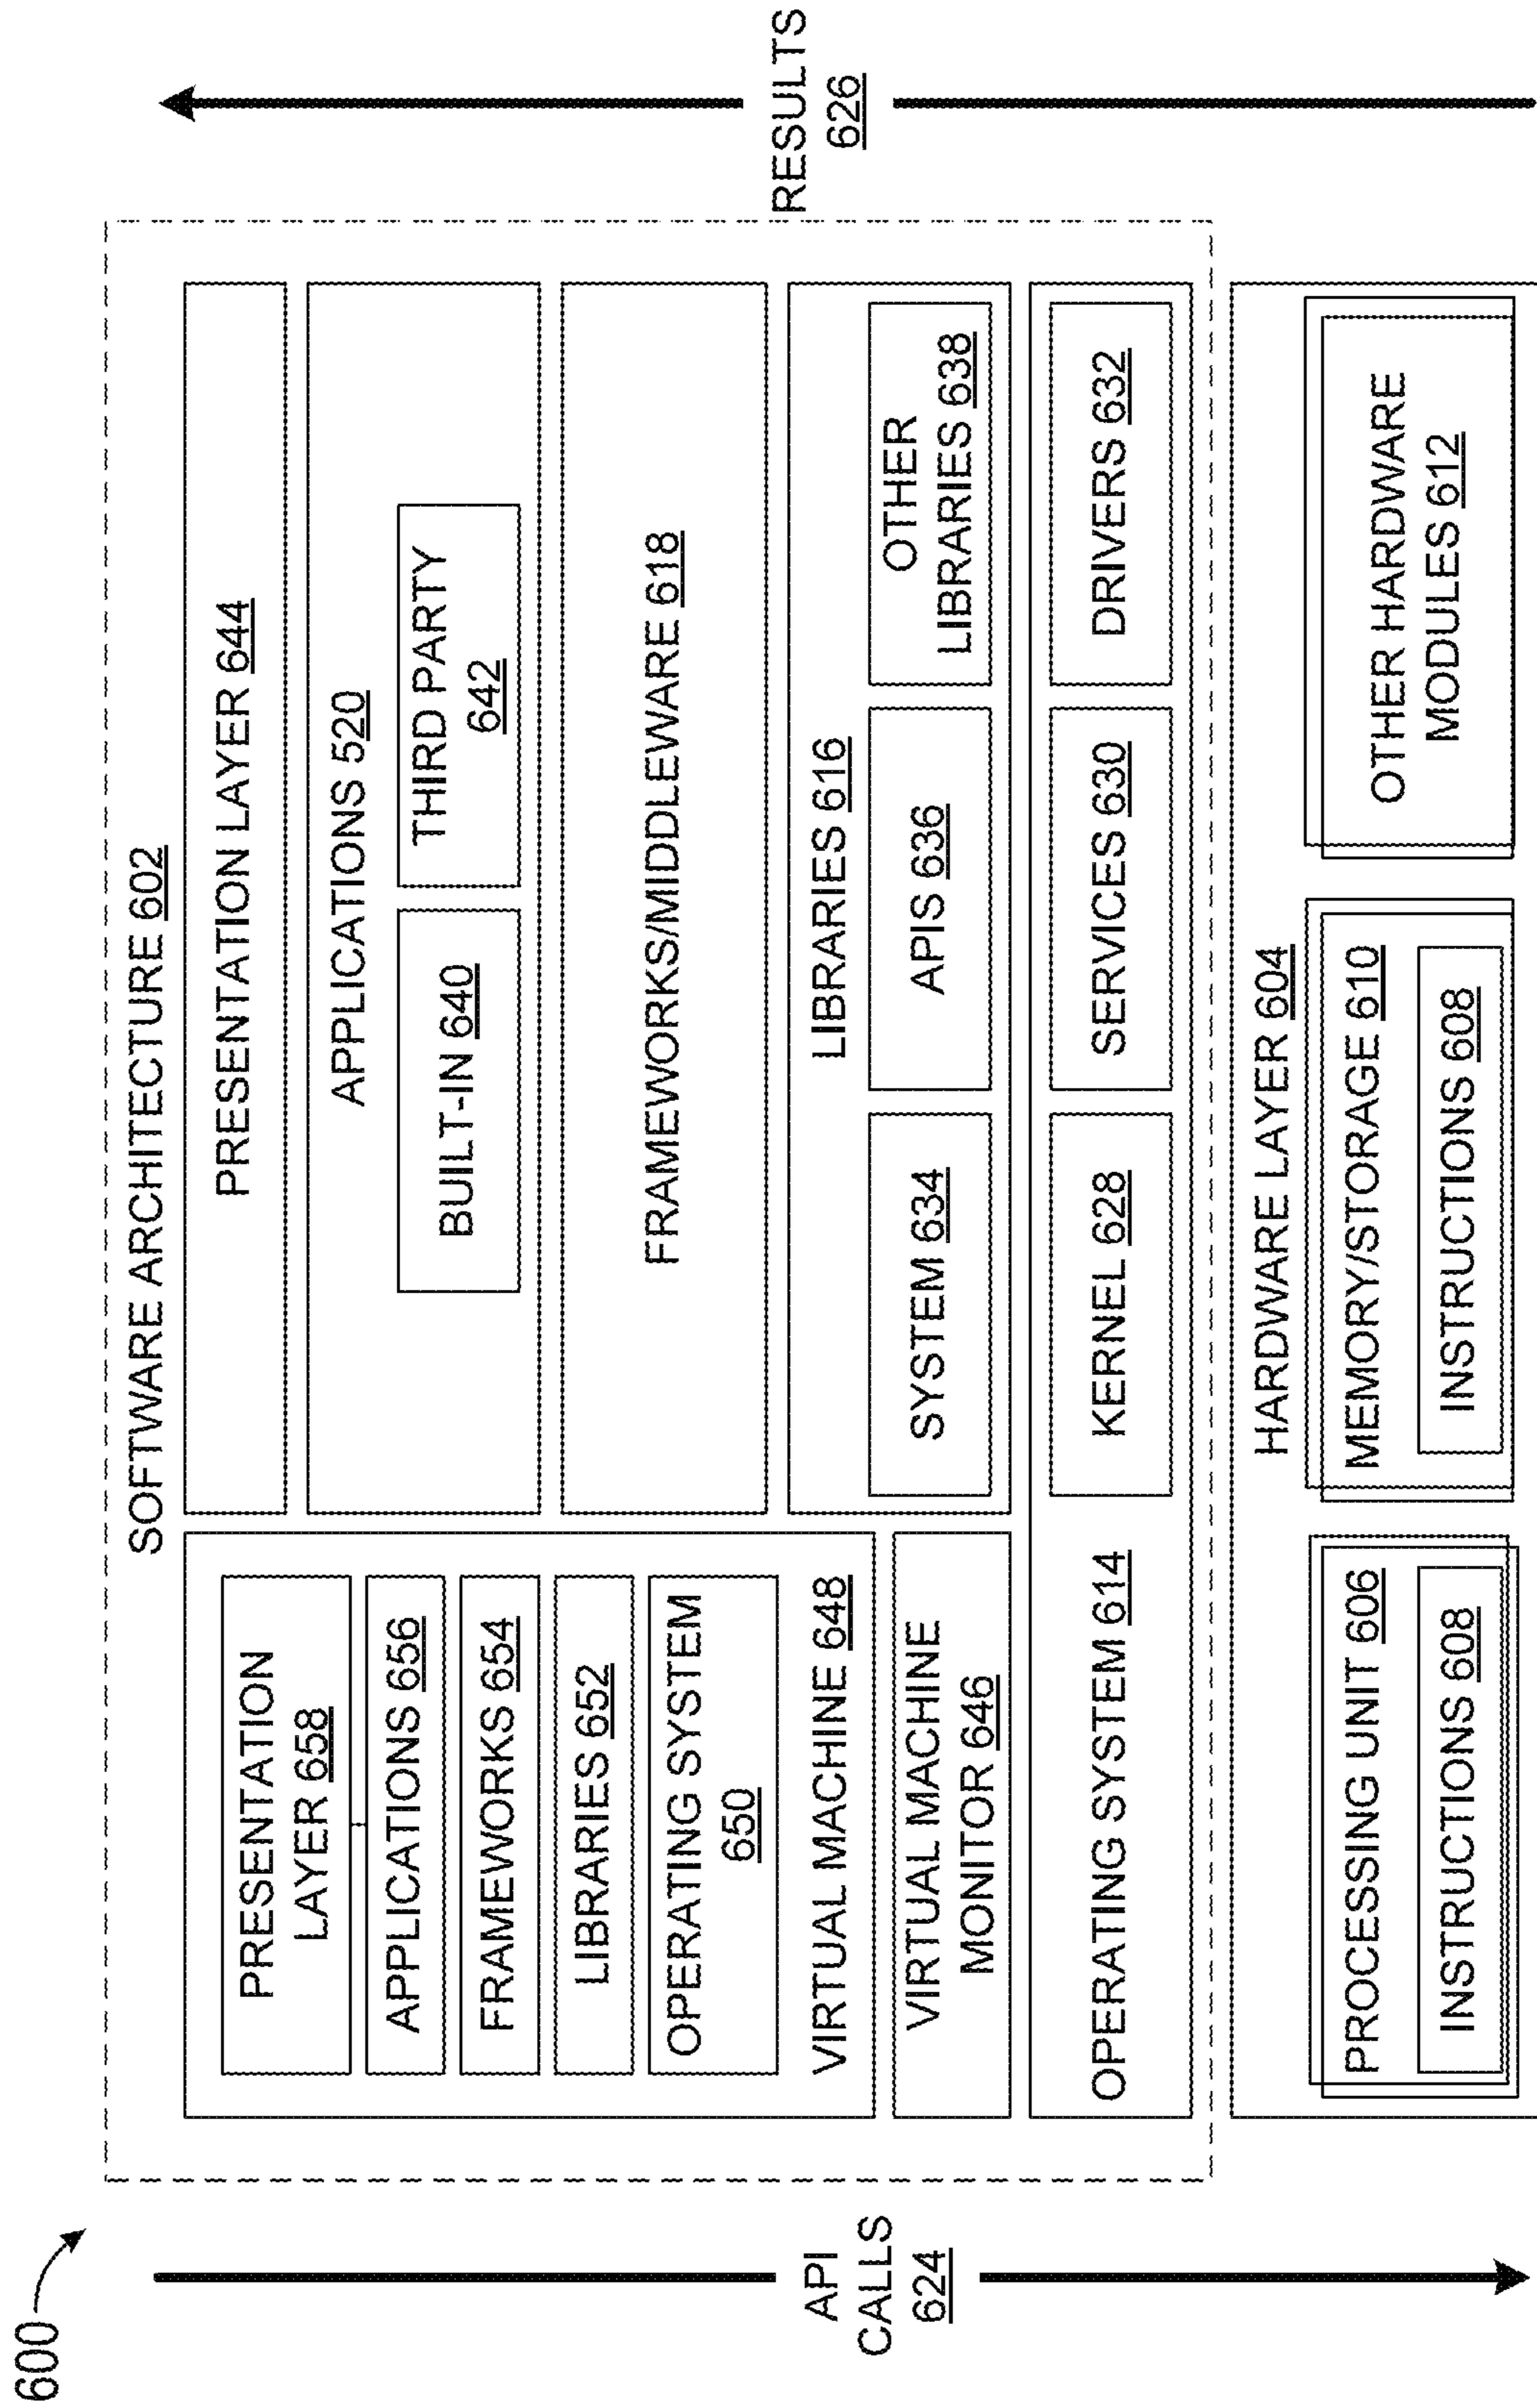 600
SOFTWARE ARCHITECTURE 602
PRESENTATION
LAYER 658
APPLICATIONS 656
FRAMEWORKS 654
LIBRARIES 652
OPERATING SYSTEM
650
VIRTUAL MACHINE 648
VIRTUAL MACHINE
MONITOR 646
PRESENTATION LAYER 644
APPLICATIONS 520
BUILT-IN 640
THIRD PARTY
642
FRAMEWORKS/MIDDLEWARE 618
LIBRARIES 616
SYSTEM 634
APIS 636
OTHER
LIBRARIES 638
OPERATING SYSTEM 614
KERNEL 628
SERVICES 630
DRIVERS 632
HARDWARE LAYER 604
PROCESSING UNIT 606
INSTRUCTIONS 608
MEMORY/STORAGE 610
INSTRUCTIONS 608
OTHER HARDWARE
MODULES 612
API
CALLS
624
RESULTS
626